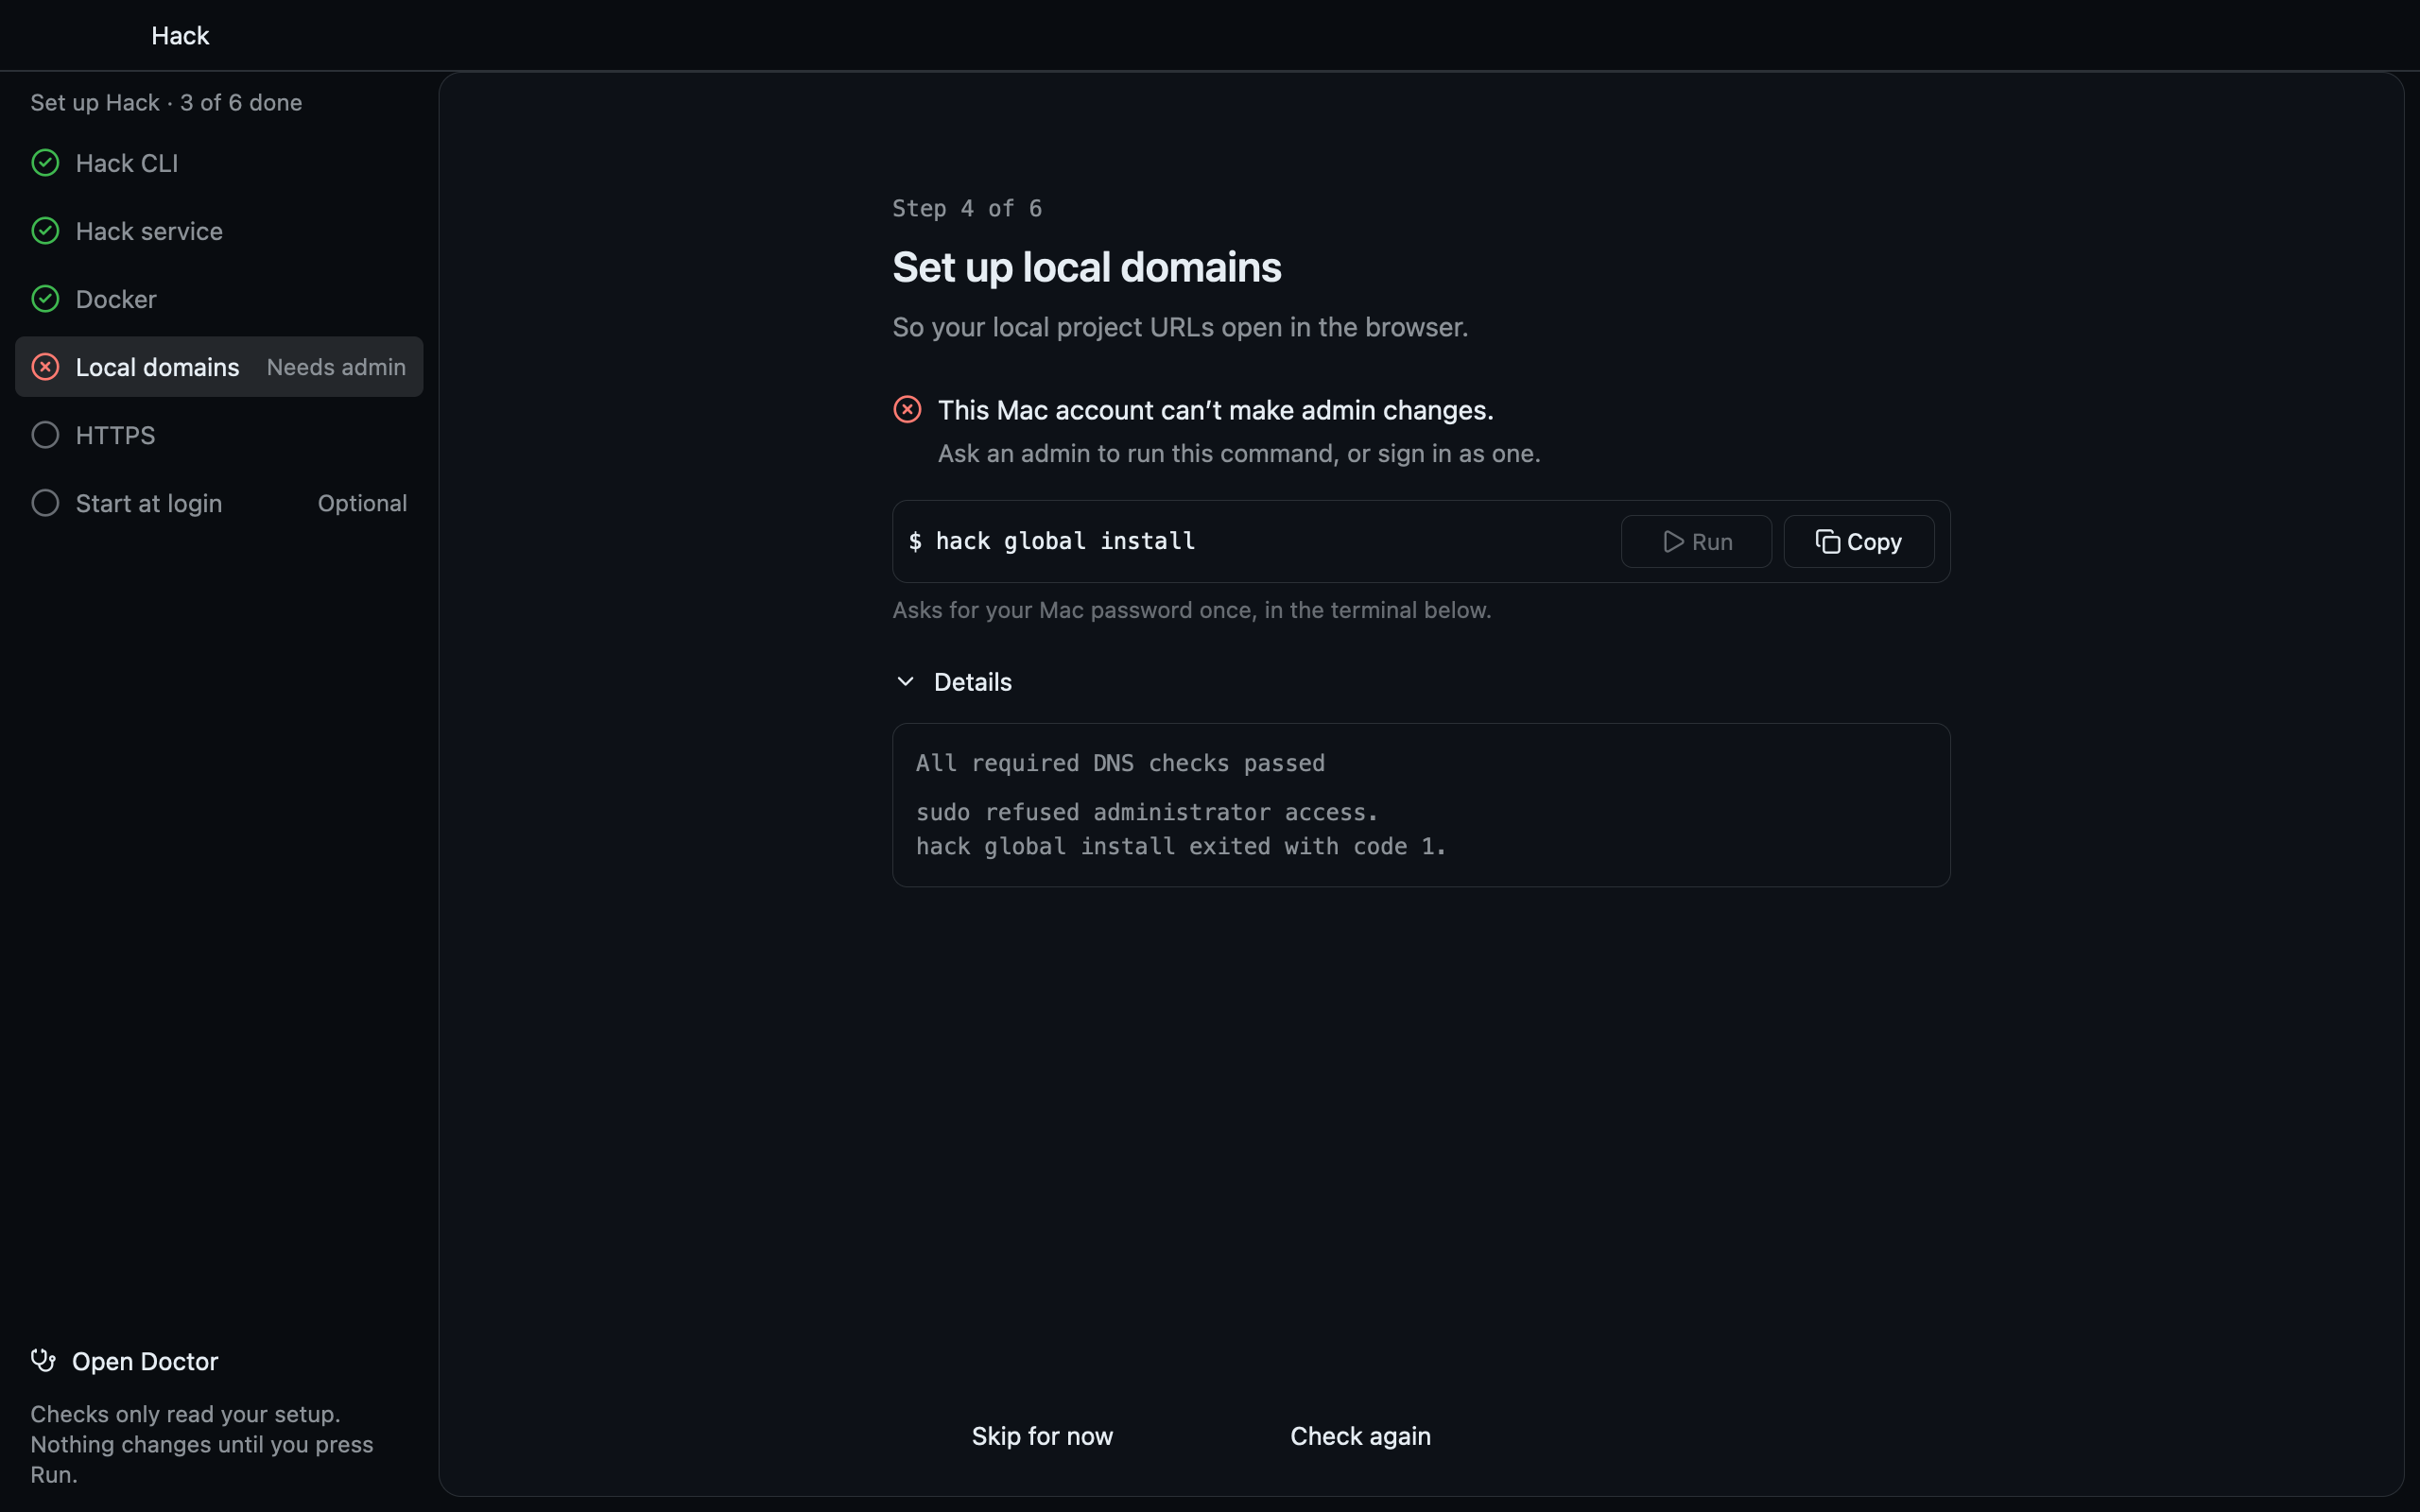 Hack
Set up Hack · 3 of 6 done
Hack CLI
Hack service
Docker
Local domains Needs admin
HTTPS
Start at login Optional
Open Doctor
Checks only read your setup.
Nothing changes until you press
Run.
Step 4 of 6
Set up local domains
So your local project URLs open in the browser.
This Mac account can’t make admin changes.
Ask an admin to run this command, or sign in as one.
$ hack global install Run Copy
Asks for your Mac password once, in the terminal below.
Details
All required DNS checks passed
sudo refused administrator access.
hack global install exited with code 1.
Skip for now Check again